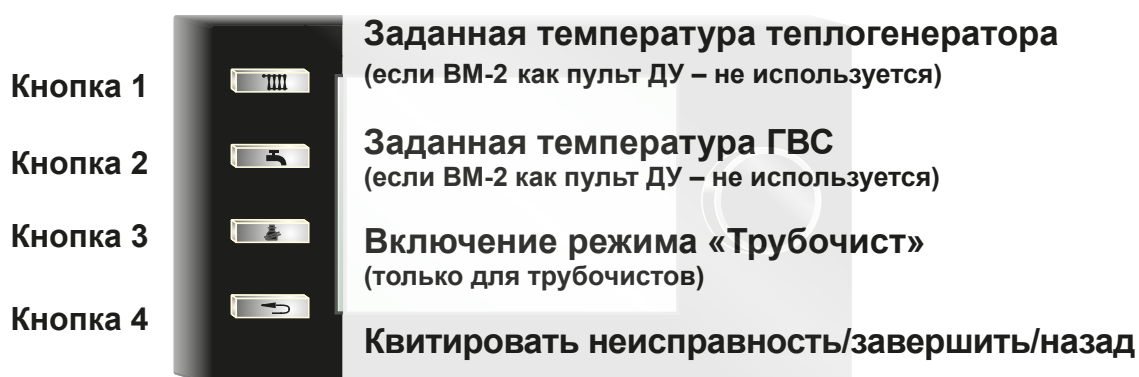 Заданная температура теплогенератора
Кнопка 1 (если ВМ-2 как пульт ДУ – не используется)
Заданная температура ГВС
Кнопка 2 (если ВМ-2 как пульт ДУ – не используется)
Кнопка 3 Включение режима «Трубочист»
(только для трубочистов)
Кнопка 4
Квитировать неисправность/завершить/назад